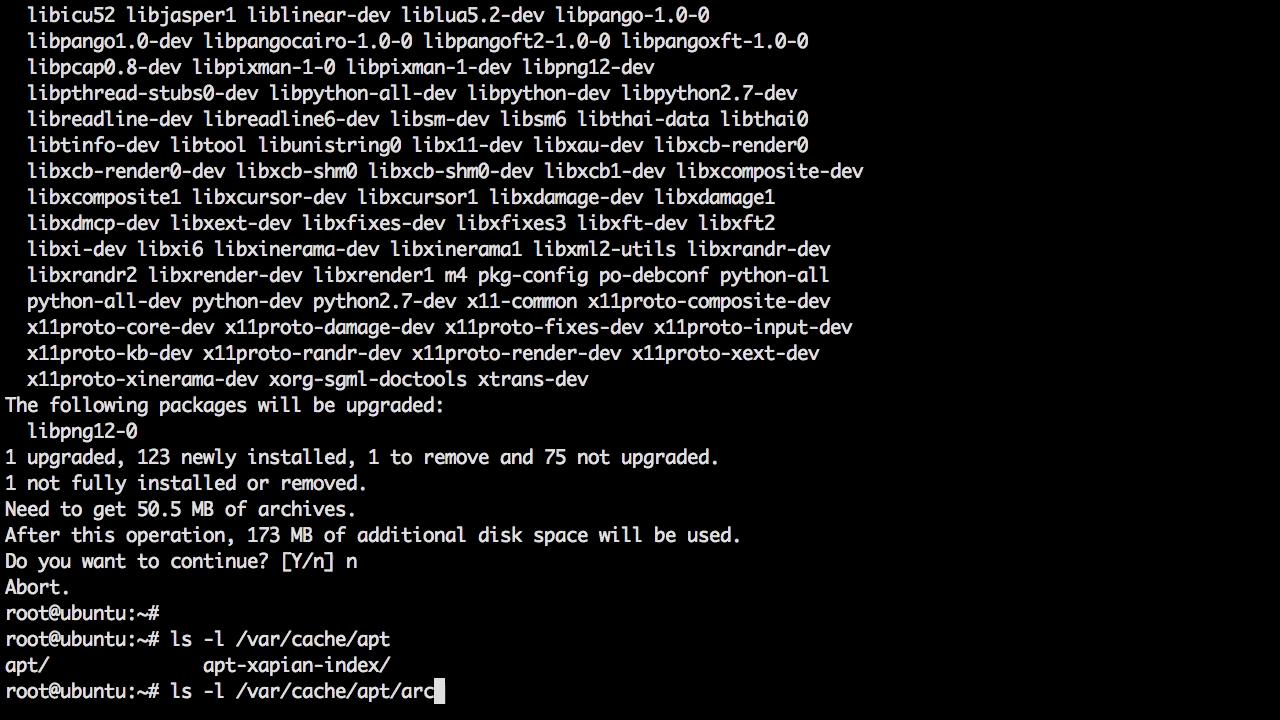 libicu52 libjasper1 liblinear-dev liblua5.2-dev libpango-1.0-0
libpango1.0-dev libpangocairo-1.0-0 libpangoft2-1.0-0 libpangoxft-1.0-0
libpcap0.8-dev libpixman-1-0 libpixman-1-dev libpng12-dev
libpthread-stubs0-dev libpython-all-dev libpython-dev libpython2.7-dev
libreadline-dev libreadline6-dev libsm-dev libsm6 libthai-data libthai0
libtinfo-dev libtool libunistring0 libx11-dev libxau-dev libxcb-render0
libxcb-render0-dev libxcb-shm0 libxcb-shm0-dev libxcb1-dev libxcomposite-dev
libxcomposite1 libxcursor-dev libxcursor1 libxdamage-dev libxdamage1
libxdmcp-dev libxext-dev libxfixes-dev libxfixes3 libxft-dev libxft2
libxi-dev libxi6 libxinerama-dev libxinerama1 libxml2-utils libxrandr-dev
libxrandr2 libxrender-dev libxrender1 m4 pkg-config po-debconf python-all
python-all-dev python-dev python2.7-dev x11-common x11proto-composite-dev
x11proto-core-dev x11proto-damage-dev x11proto-fixes-dev x11proto-input-dev
x11proto-kb-dev x11proto-randr-dev x11proto-render-dev x11proto-xext-dev
x11proto-xinerama-dev xorg-sgml-doctools xtrans-dev
The following packages will be upgraded:
libpng12-0
1 upgraded, 123 newly installed, 1 to remove and 75 not upgraded.
1 not fully installed or removed.
Need to get 50.5 MB of archives.
After this operation, 173 MB of additional disk space will be used.
Do you want to continue? [Y/n] n
Abort.
root@ubuntu:~#
root@ubuntu:~# ls -l /var/cache/apt
apt/ apt-xapian-index/
root@ubuntu:~# ls -l /var/cache/apt/arc